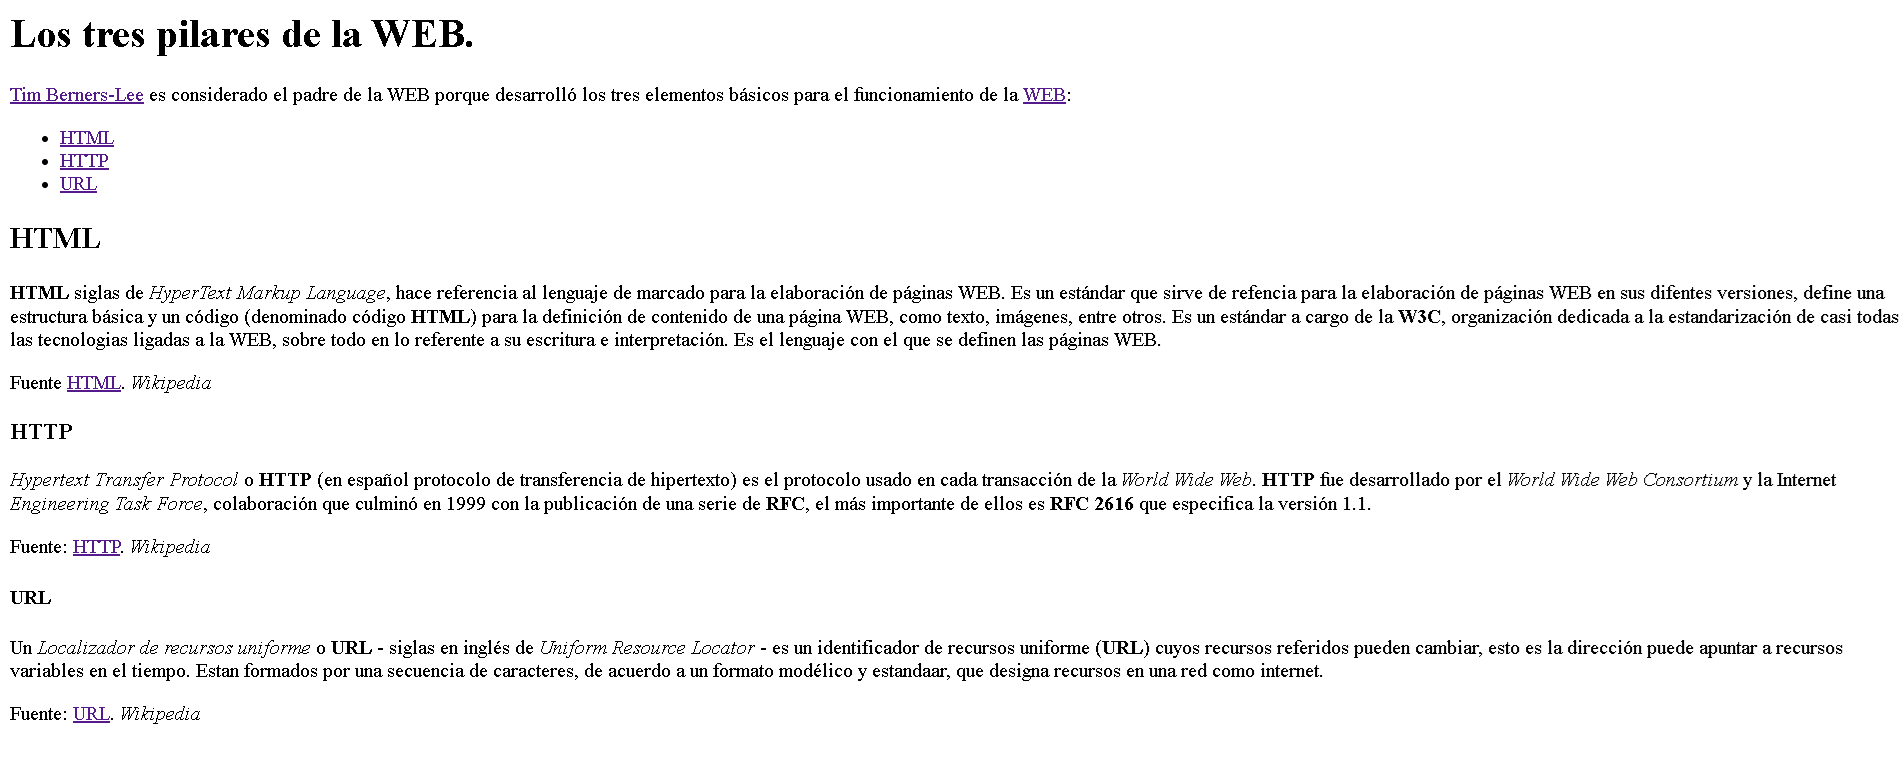 Los tres pilares de la WEB.
Tim Berners-Lee es considerado el padre de la WEB porque desarrolló los tres elementos básicos para el funcionamiento de la WEB:
• HTML
• HTTP
• URL
HTML
HTML siglas de HyperText Markup Language, hace referencia al lenguaje de marcado para la elaboración de páginas WEB. Es un estándar que sirve de refencia para la elaboración de páginas WEB en sus difentes versiones, define una
estructura básica y un código (denominado código HTML) para la definición de contenido de una página WEB, como texto, imágenes, entre otros. Es un estándar a cargo de la W3C, organización dedicada a la estandarización de casi todas
las tecnologias ligadas a la WEB, sobre todo en lo referente a su escritura e interpretación. Es el lenguaje con el que se definen las páginas WEB.
Fuente HTML. Wikipedia
HTTP
Hypertext Transfer Protocol o HTTP (en español protocolo de transferencia de hipertexto) es el protocolo usado en cada transacción de la World Wide Web. HTTP fue desarrollado por el World Wide Web Consortium y la Internet
Engineering Task Force, colaboración que culminó en 1999 con la publicación de una serie de RFC, el más importante de ellos es RFC 2616 que especifica la versión 1.1.
Fuente: HTTP. Wikipedia
URL
Un Localizador de recursos uniforme o URL - siglas en inglés de Uniform Resource Locator - es un identificador de recursos uniforme (URL) cuyos recursos referidos pueden cambiar, esto es la dirección puede apuntar a recursos
variables en el tiempo. Estan formados por una secuencia de caracteres, de acuerdo a un formato modélico y estandaar, que designa recursos en una red como internet.
Fuente: URL. Wikipedia